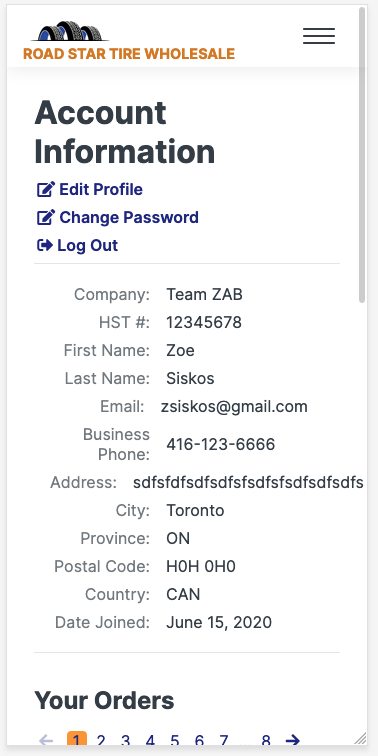 ROAD STAR TIRE WHOLESALE
Account
Information
Edit Profile
Change Password
Log Out
Company: Team ZAB
HST #: 12345678
First Name: Zoe
Last Name: Siskos
Email: zsiskos@gmail.com
Business
Phone: 416-123-6666
Address: sdfsfdfsdfsdfsfsdfsfsdfsdfsdfs
City: Toronto
Province: ON
Postal Code: H0H 0H0
Country: CAN
Date Joined: June 15, 2020
Your Orders
1 2 3 4 5 6 7 ... 8